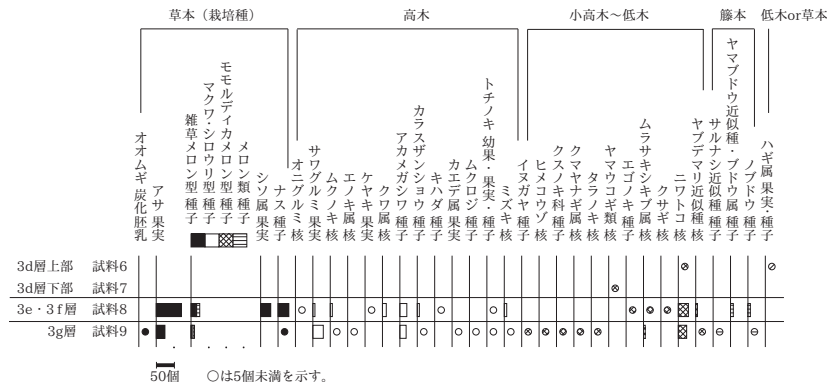 草本（栽培種）
高木
小高木〜低木
籐本
低木or草本
オオムギ 炭化胚乳
アサ 果実
雑草メロン型 種子
マクワ・シロウリ型 種子
モモルディカメロン型 種子
メロン類 種子
シソ属 果実
ナス 種子
オニグルミ 核
サワグルミ 果実
ムクノキ 核
エノキ属 核
ケヤキ 果実
クワ属 核
アカメガシワ 種子
カラスザンショウ 種子
キハダ 種子
カエデ属 果実
ムクロジ 種子
トチノキ 幼果・果実・種子
ミズキ 核
イヌガヤ 種子
ヒメコウゾ 核
クスノキ科 種子
クマヤナギ属 核
タラノキ 核
ヤマウコギ類 核
エゴノキ 核
ムラサキシキブ属 核
クサギ 核
ニワトコ 核
ヤブデマリ近似種 核
サルナシ近似種 種子
ヤマブドウ近似種・ブドウ属 種子
ノブドウ 種子
ハギ属 果実・種子
3d層上部 試料6
3d層下部 試料7
3e・3f層 試料8
3g層 試料9
50個 ○は5個未満を示す。